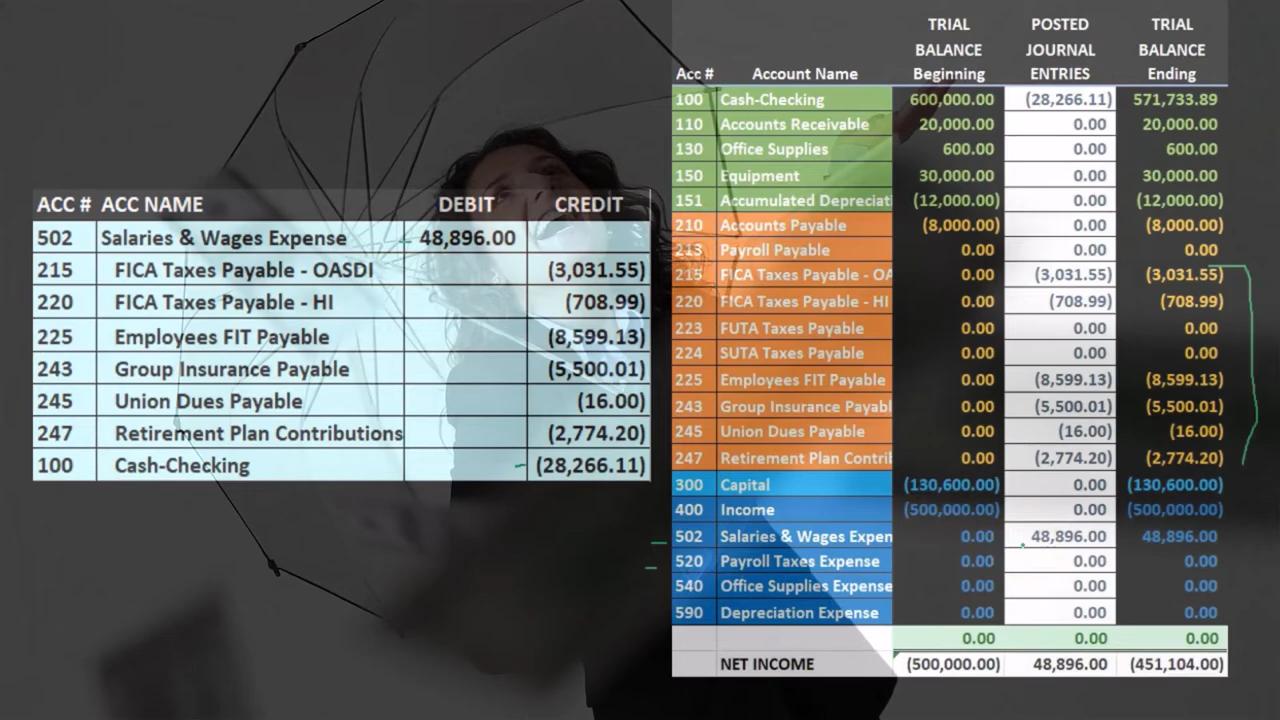 ACC # ACC NAME DEBIT CREDIT
502 Salaries & Wages Expense 48,896.00
215 FICA Taxes Payable - OASDI (3,031.55)
220 FICA Taxes Payable - HI (708.99)
225 Employees FIT Payable (8,599.13)
243 Group Insurance Payable (5,500.01)
245 Union Dues Payable (16.00)
247 Retirement Plan Contributions (2,774.20)
100 Cash-Checking (28,266.11)
TRIAL POSTED TRIAL
BALANCE JOURNAL BALANCE
Acc # Account Name Beginning ENTRIES Ending
100 Cash-Checking 600,000.00 (28,266.11) 571,733.89
110 Accounts Receivable 20,000.00 0.00 20,000.00
130 Office Supplies 600.00 0.00 600.00
150 Equipment 30,000.00 0.00 30,000.00
151 Accumulated Depreciati (12,000.00) 0.00 (12,000.00)
210 Accounts Payable (8,000.00) 0.00 (8,000.00)
213 Payroll Payable 0.00 0.00 0.00
215 FICA Taxes Payable - OA 0.00 (3,031.55) (3,031.55)
220 FICA Taxes Payable - HI 0.00 (708.99) (708.99)
223 FUTA Taxes Payable 0.00 0.00 0.00
224 SUTA Taxes Payable 0.00 0.00 0.00
225 Employees FIT Payable 0.00 (8,599.13) (8,599.13)
243 Group Insurance Payabl 0.00 (5,500.01) (5,500.01)
245 Union Dues Payable 0.00 (16.00) (16.00)
247 Retirement Plan Contrib 0.00 (2,774.20) (2,774.20)
300 Capital (130,600.00) 0.00 (130,600.00)
400 Income (500,000.00) 0.00 (500,000.00)
502 Salaries & Wages Expen 0.00 48,896.00 48,896.00
520 Payroll Taxes Expense 0.00 0.00 0.00
540 Office Supplies Expense 0.00 0.00 0.00
590 Depreciation Expense 0.00 0.00 0.00
0.00 0.00 0.00
NET INCOME (500,000.00) 48,896.00 (451,104.00)